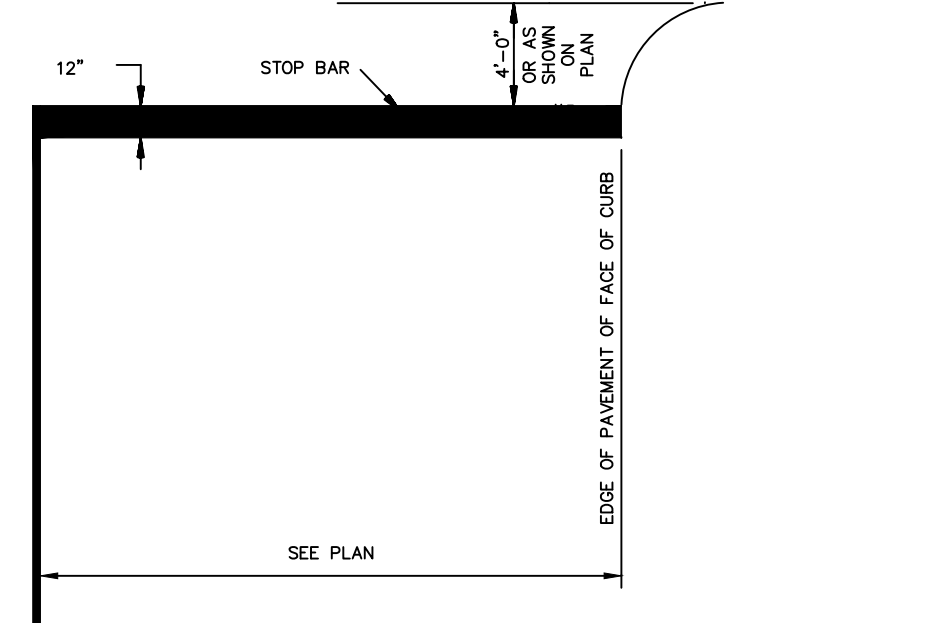 12"
STOP BAR
4'-0"
OR AS
SHOWN
ON
PLAN
EDGE OF PAVEMENT OF FACE OF CURB
SEE PLAN